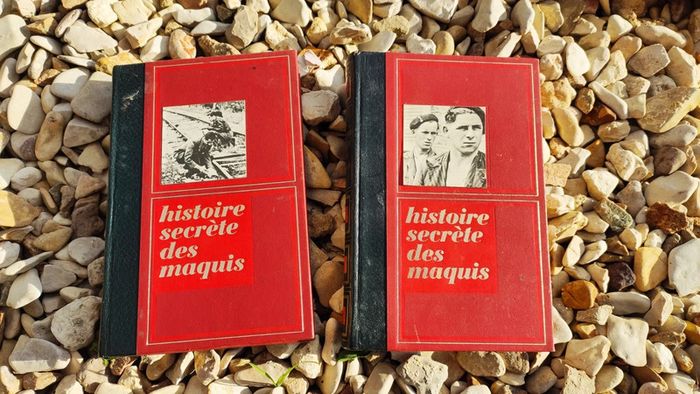 histoire
secrète
des
maquis
histoire
secrète
des
maquis